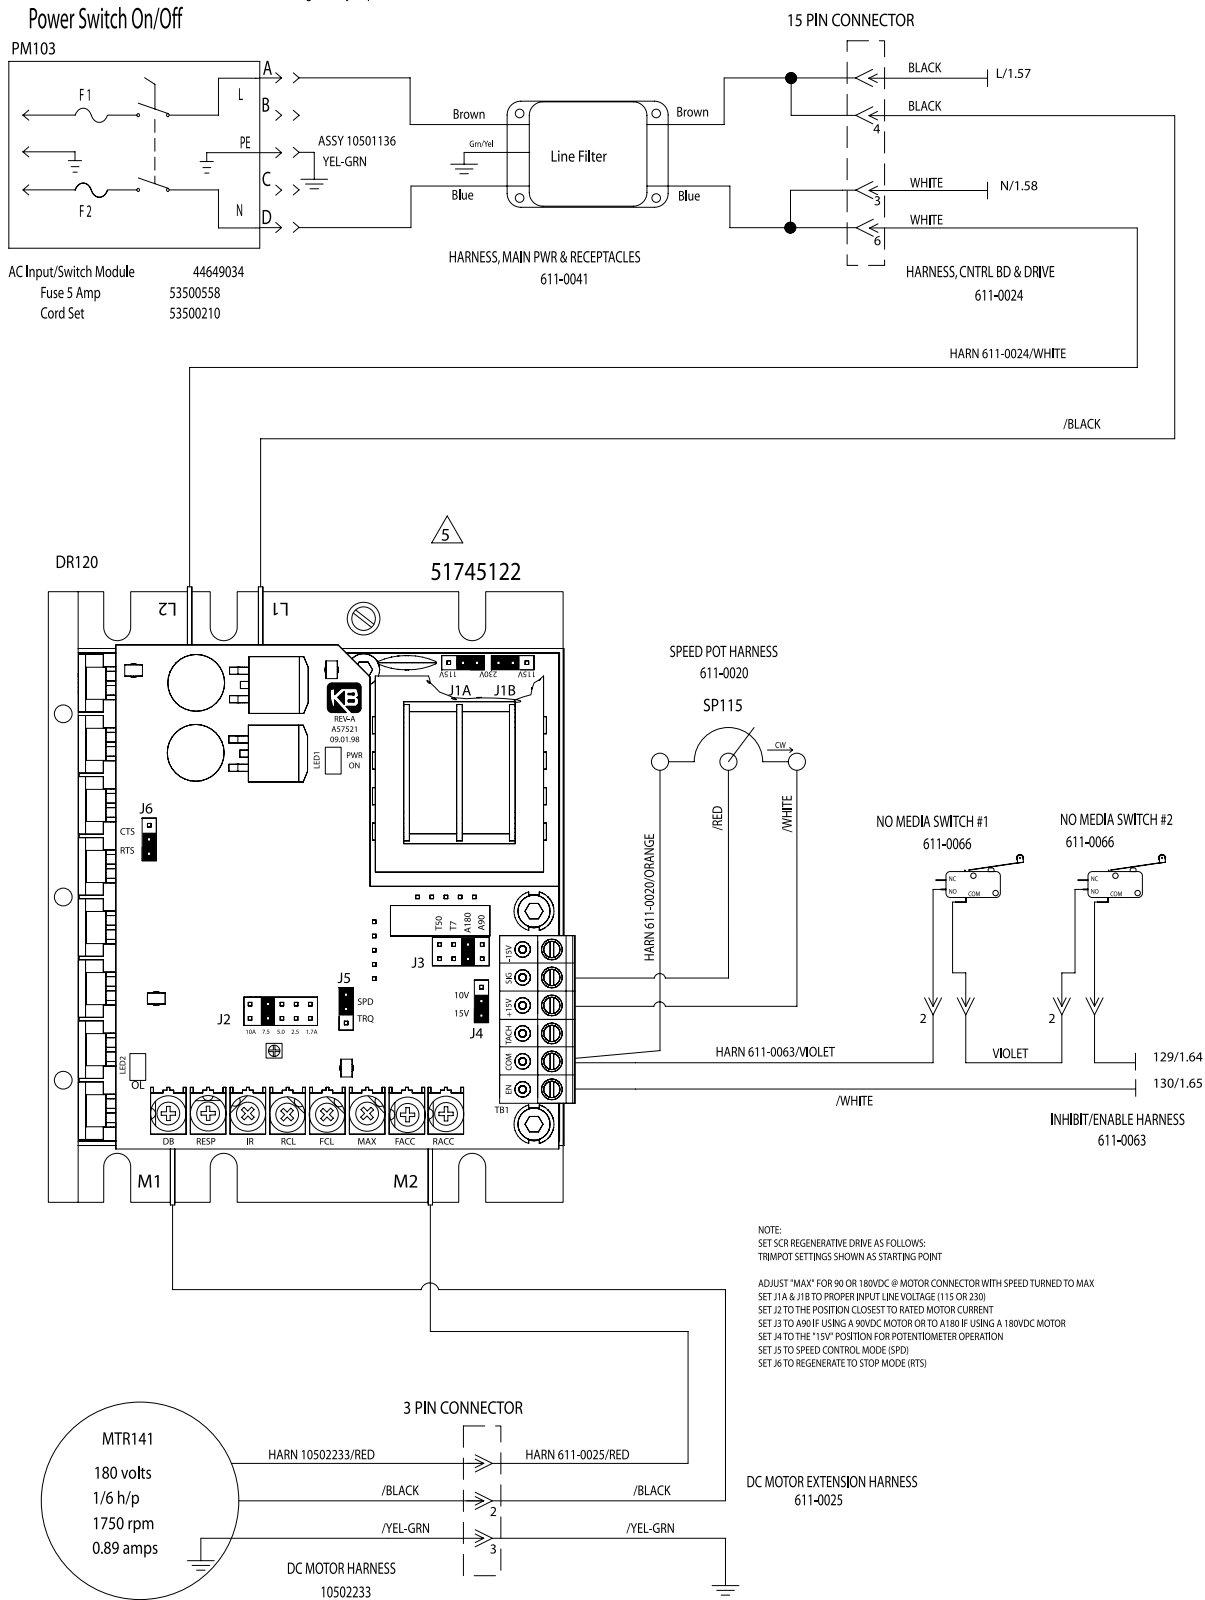 Power Switch On/Off
PM103
F1
F2
L
PE
N
A
B
C
D
ASSY 10501136
YEL-GRN
AC Input/Switch Module 44649034
Fuse 5 Amp 53500558
Cord Set 53500210
Brown
Grn/Yel
Blue
Line Filter
Brown
Blue
HARNESS, MAIN PWR & RECEPTACLES
611-0041
15 PIN CONNECTOR
BLACK
L/1.57
BLACK
4
WHITE
N/1.58
3
WHITE
6
HARNESS, CNTRL BD & DRIVE
611-0024
HARN 611-0024/WHITE
/BLACK
5
51745122
DR120
L2
L1
115V
230V
115V
J1A
J1B
KB
REV-A
A57521
09.01.98
LED1
PWR
ON
J6
CTS
RTS
T50
T7
A180
A90
J3
J5
SPD
TRQ
10V
15V
J4
J2
10A 7.5 5.0 2.5 1.7A
LED2
OL
-15V
SIG
+15V
TACH
COM
EN
TB1
DB RESP IR RCL FCL MAX FACC RACC
M1
M2
SPEED POT HARNESS
611-0020
SP115
CW
HARN 611-0020/ORANGE
/RED
/WHITE
NO MEDIA SWITCH #1
611-0066
NC
NO
COM
NO MEDIA SWITCH #2
611-0066
NC
NO
COM
2
2
HARN 611-0063/VIOLET
VIOLET
129/1.64
130/1.65
/WHITE
INHIBIT/ENABLE HARNESS
611-0063
NOTE:
SET SCR REGENERATIVE DRIVE AS FOLLOWS:
TRIMPOT SETTINGS SHOWN AS STARTING POINT
ADJUST "MAX" FOR 90 OR 180VDC @ MOTOR CONNECTOR WITH SPEED TURNED TO MAX
SET J1A & J1B TO PROPER INPUT LINE VOLTAGE (115 OR 230)
SET J2 TO THE POSITION CLOSEST TO RATED MOTOR CURRENT
SET J3 TO A90 IF USING A 90VDC MOTOR OR TO A180 IF USING A 180VDC MOTOR
SET J4 TO THE "15V" POSITION FOR POTENTIOMETER OPERATION
SET J5 TO SPEED CONTROL MODE (SPD)
SET J6 TO REGENERATE TO STOP MODE (RTS)
MTR141
180 volts
1/6 h/p
1750 rpm
0.89 amps
3 PIN CONNECTOR
HARN 10502233/RED
HARN 611-0025/RED
/BLACK
2
/BLACK
/YEL-GRN
3
/YEL-GRN
DC MOTOR HARNESS
10502233
DC MOTOR EXTENSION HARNESS
611-0025